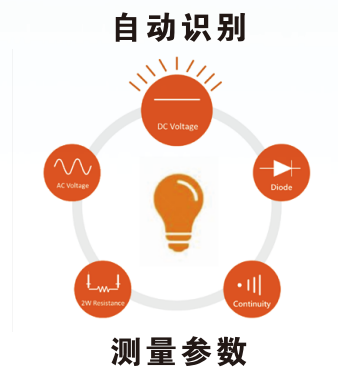 自动识别
DC Voltage
AC Voltage
Diode
2W Resistance
Continuity
测量参数